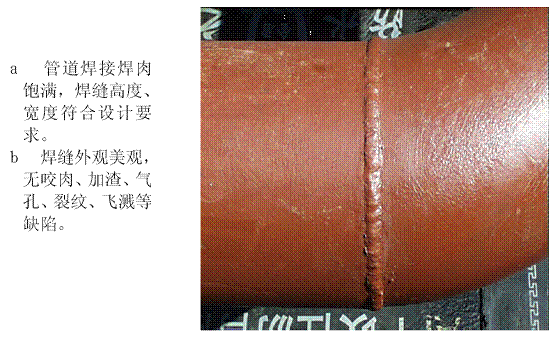 a 管道焊接焊肉
饱满，焊缝高度、
宽度符合设计要
求。
b 焊缝外观美观，
无咬肉、加渣、气
孔、裂纹、飞溅等
缺陷。